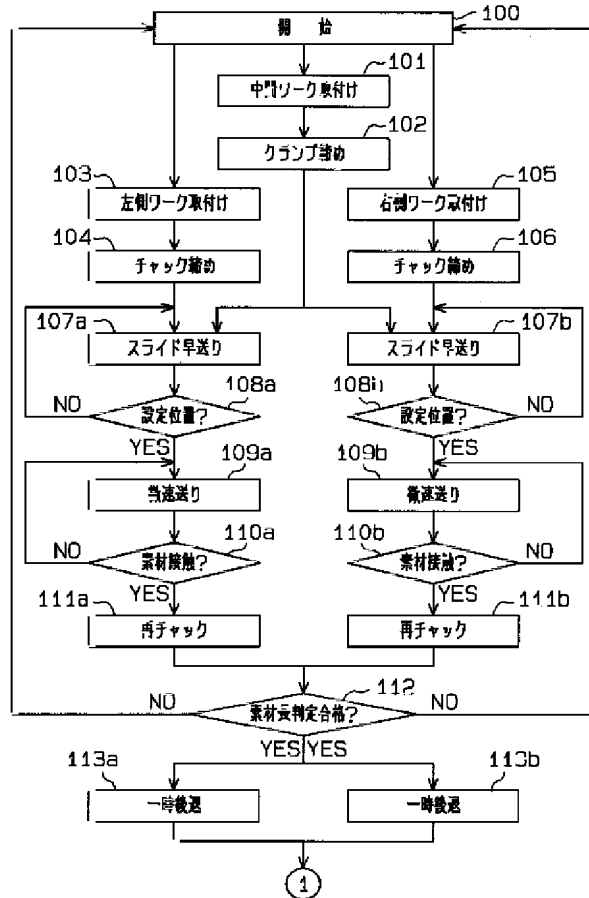 開始
100
101
中間ワーク取付け
102
クランプ締め
103
左側ワーク取付け
105
右側ワーク取付け
104
チャック締め
106
チャック締め
107a
スライド早送り
107b
スライド早送り
108a
設定位置?
NO
YES
108b
設定位置?
NO
YES
109a
微速送り
109b
微速送り
110a
素材接触?
NO
YES
110b
素材接触?
NO
YES
111a
再チャック
111b
再チャック
112
素材長判定合格?
NO
NO
YES YES
113a
一時後退
113b
一時後退
1